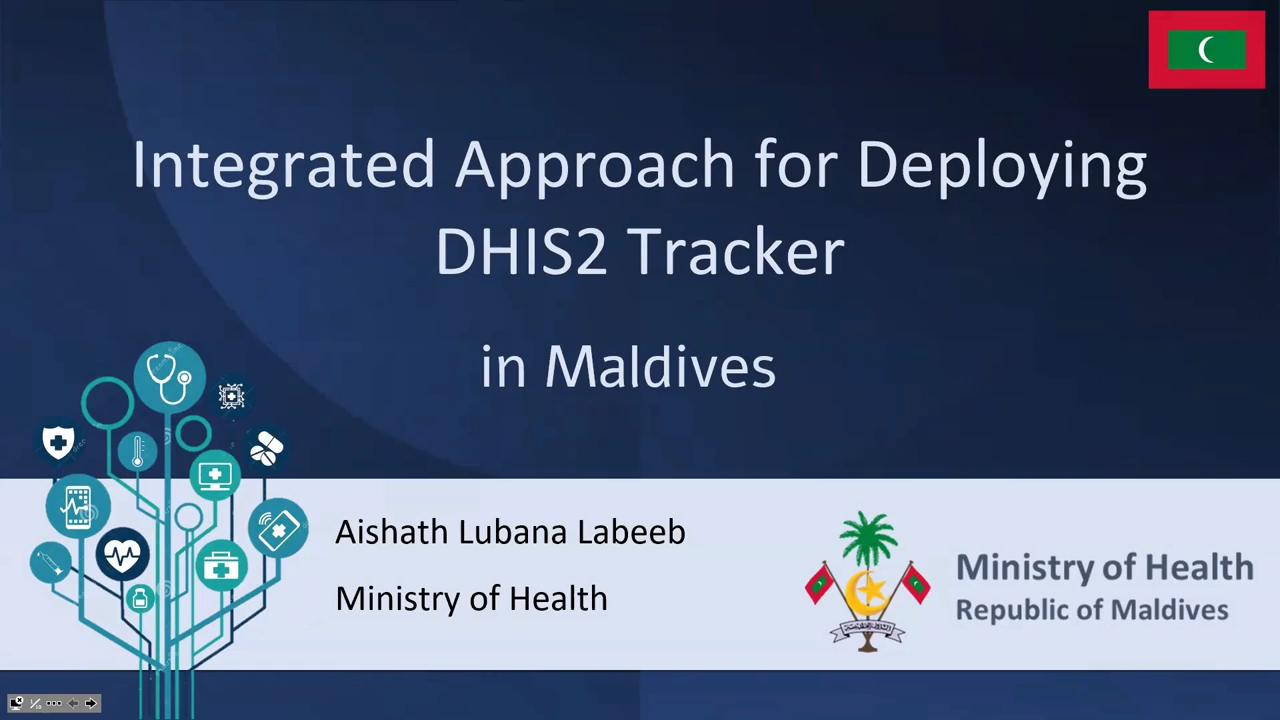 Integrated Approach for Deploying
DHIS2 Tracker
in Maldives
Aishath Lubana Labeeb
Ministry of Health
Ministry of Health
Republic of Maldives